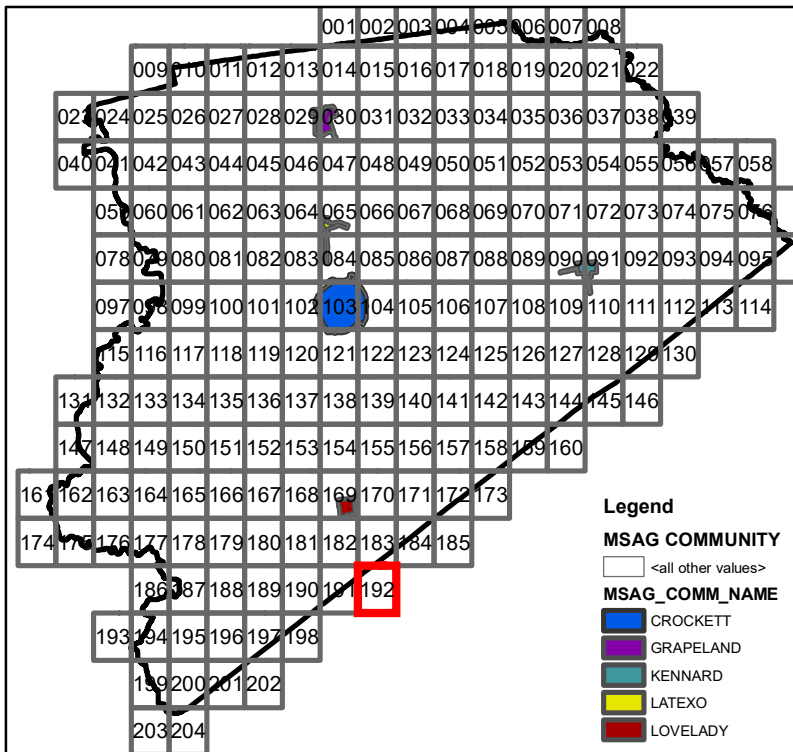 001 002 003 004 005 006 007 008
009 010 011 012 013 014 015 016 017 018 019 020 021 022
023 024 025 026 027 028 029 030 031 032 033 034 035 036 037 038 039
040 041 042 043 044 045 046 047 048 049 050 051 052 053 054 055 056 057 058
059 060 061 062 063 064 065 066 067 068 069 070 071 072 073 074 075 076
078 079 080 081 082 083 084 085 086 087 088 089 090 091 092 093 094 095
097 098 099 100 101 102 103 104 105 106 107 108 109 110 111 112 113 114
115 116 117 118 119 120 121 122 123 124 125 126 127 128 129 130
131 132 133 134 135 136 137 138 139 140 141 142 143 144 145 146
147 148 149 150 151 152 153 154 155 156 157 158 159 160
161 162 163 164 165 166 167 168 169 170 171 172 173
174 175 176 177 178 179 180 181 182 183 184 185
186 187 188 189 190 191 192
193 194 195 196 197 198
199 200 201 202
203 204
Legend
MSAG COMMUNITY
<all other values>
MSAG_COMM_NAME
CROCKETT
GRAPELAND
KENNARD
LATEXO
LOVELADY